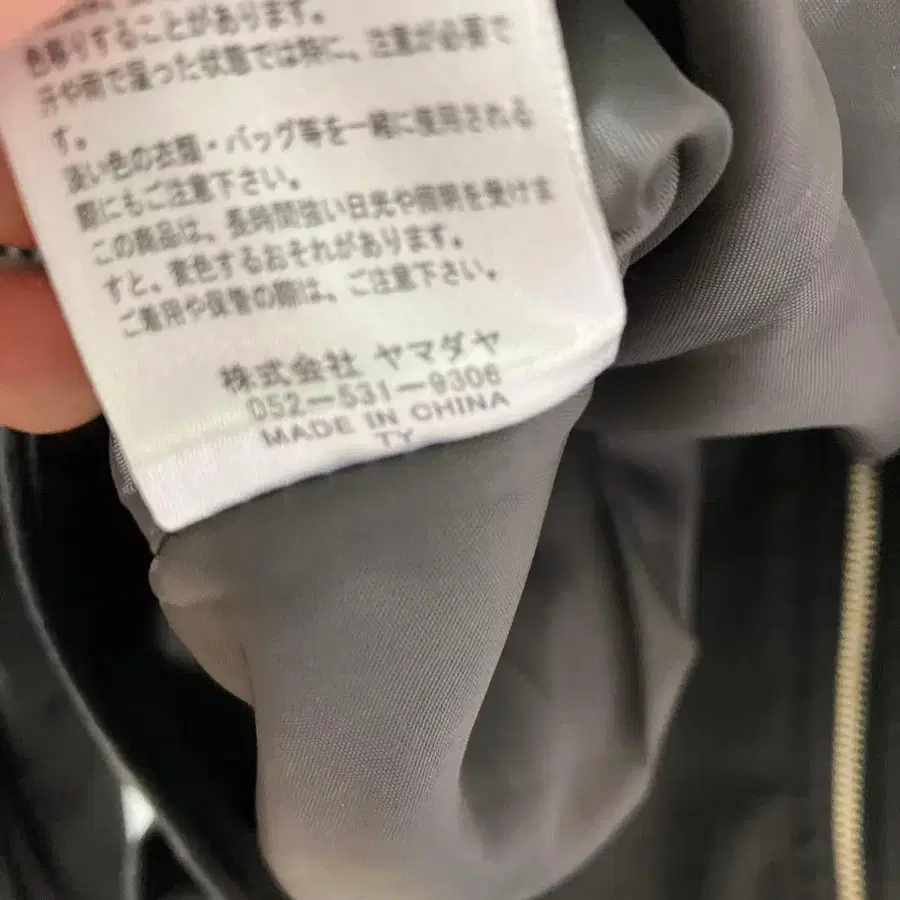 色移りすることがあります。
汗や雨で湿った状態では特に、注意が必要で
す。
淡い色の衣類・バッグ等を一緒に使用される
際にもご注意下さい。
この商品は、長時間強い日光や照明を受けま
すと、変色するおそれがあります。
ご着用や保管の際は、ご注意下さい。
株式会社 ヤマダヤ
052-531-9306
MADE IN CHINA
TY